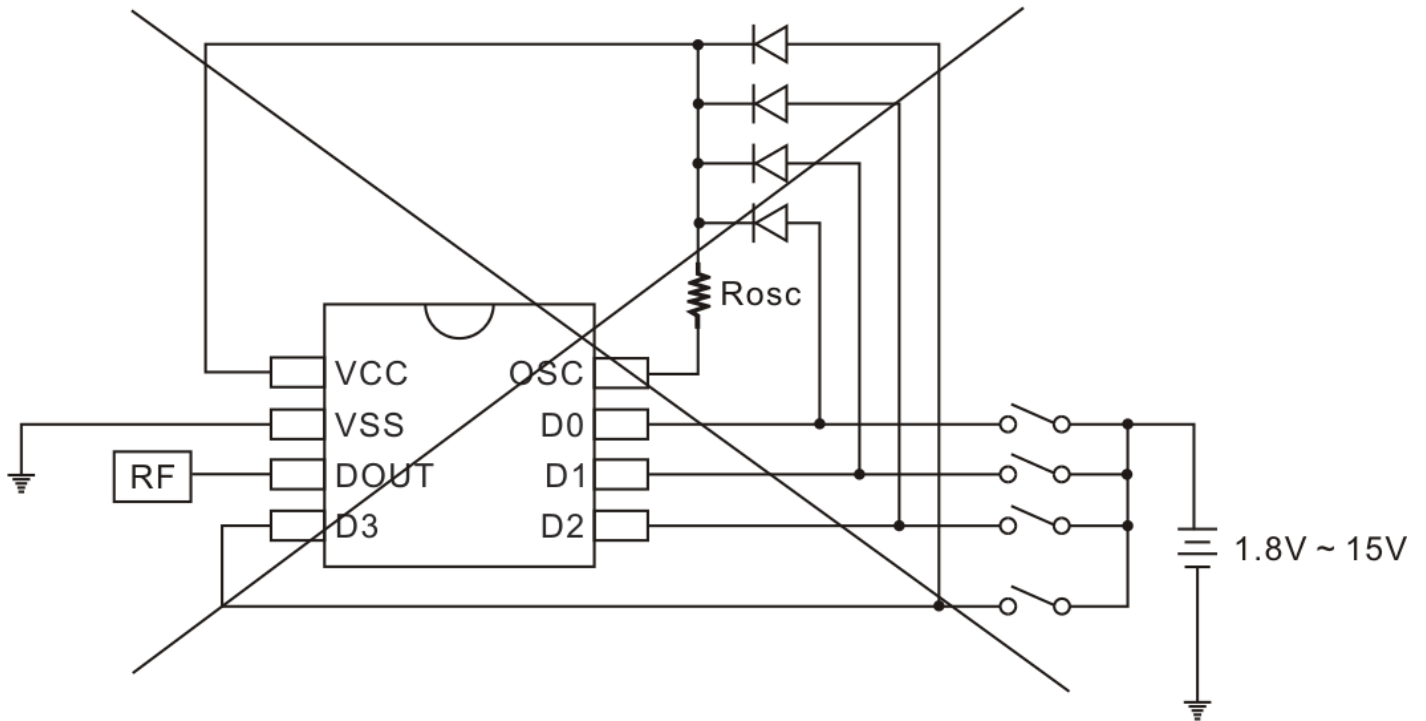 Rosc
VCC
OSC
VSS
D0
RF
DOUT
D1
D3
D2
1.8V ~ 15V